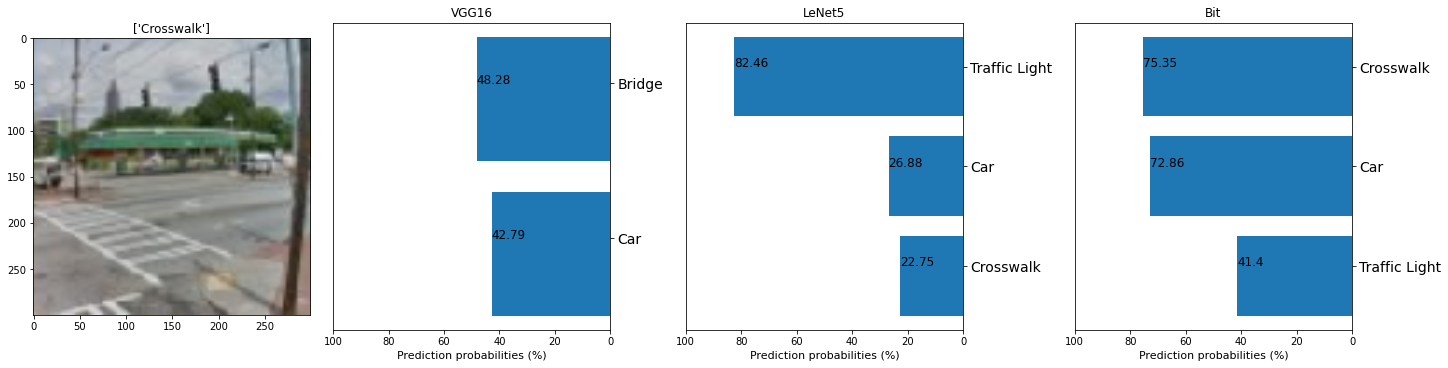 ['Crosswalk']
0
50
100
150
200
250
0
50
100
150
200
250
VGG16
48.28
Bridge
42.79
Car
100
80
60
40
20
0
Prediction probabilities (%)
LeNet5
82.46
Traffic Light
26.88
Car
22.75
Crosswalk
100
80
60
40
20
0
Prediction probabilities (%)
Bit
75.35
Crosswalk
72.86
Car
41.4
Traffic Light
100
80
60
40
20
0
Prediction probabilities (%)